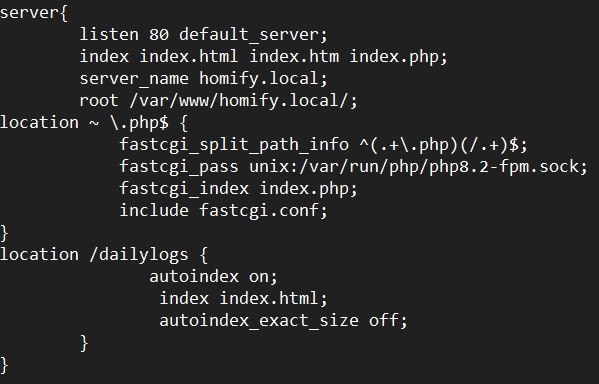 server{
listen 80 default_server;
index index.html index.htm index.php;
server_name homify.local;
root /var/www/homify.local/;
location ~ \.php$ {
fastcgi_split_path_info ^(.+\.php)(/.+)$;
fastcgi_pass unix:/var/run/php/php8.2-fpm.sock;
fastcgi_index index.php;
include fastcgi.conf;
}
location /dailylogs {
autoindex on;
index index.html;
autoindex_exact_size off;
}
}